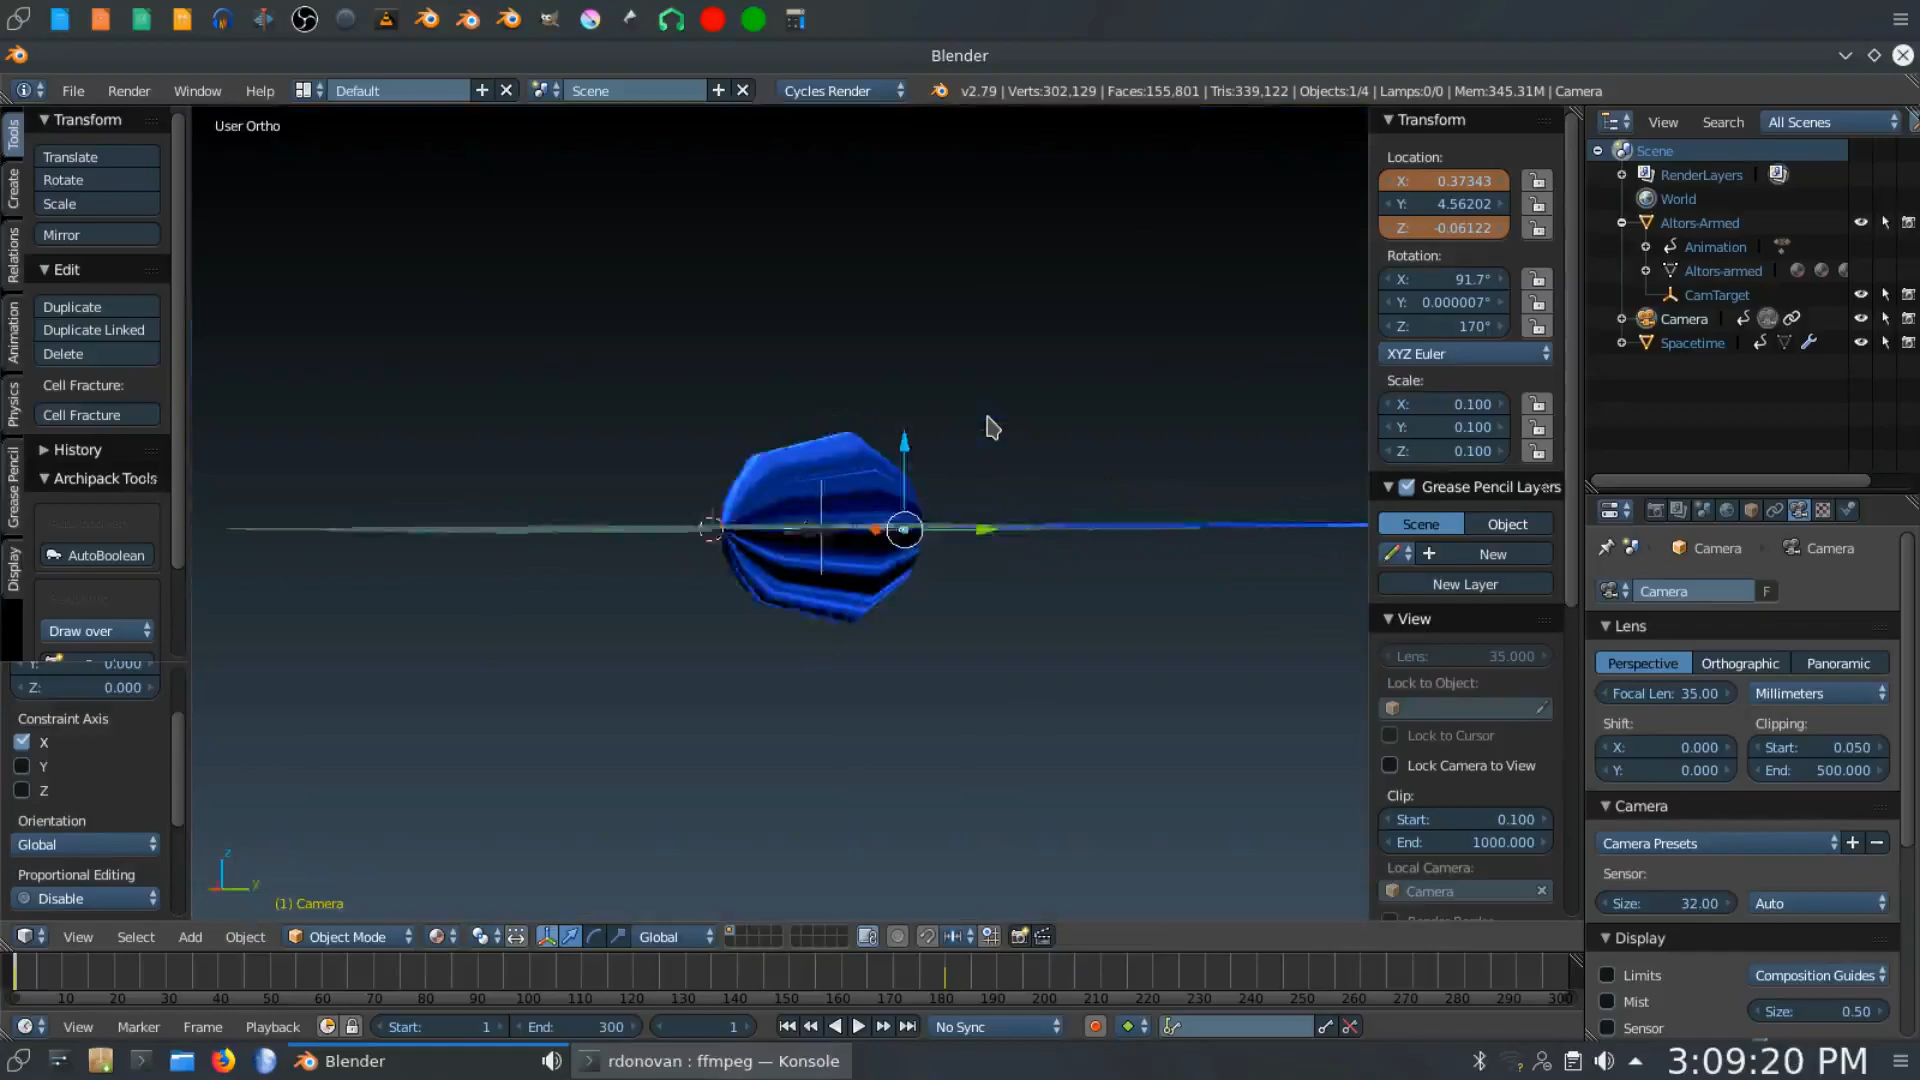 Blender
File Render Window Help Default Scene Cycles Render v2.79 | Verts:302,129 | Faces:155,801 | Tris:339,122 | Objects:1/4 | Lamps:0/0 | Mem:345.31M | Camera
Tools
Create
Relations
Animation
Physics
Grease Pencil
Display
Transform
Translate
Rotate
Scale
Mirror
Edit
Duplicate
Duplicate Linked
Delete
Cell Fracture:
Cell Fracture
History
Archipack Tools
AutoBoolean
Draw over
Y: 0.000
Z: 0.000
Constraint Axis
X
Y
Z
Orientation
Global
Proportional Editing
Disable
User Ortho
z
y
(1) Camera
Transform
Location:
X: 0.37343
Y: 4.56202
Z: -0.06122
Rotation:
X: 91.7°
Y: 0.000007°
Z: 170°
XYZ Euler
Scale:
X: 0.100
Y: 0.100
Z: 0.100
Grease Pencil Layers
Scene Object
New
New Layer
View
Lens: 35.000
Lock to Object:
Lock to Cursor
Lock Camera to View
Clip:
Start: 0.100
End: 1000.000
Local Camera:
Camera
View Search All Scenes
Scene
RenderLayers
World
Altors-Armed
Animation
Altors-armed
CamTarget
Camera
Spacetime
Camera Camera
Camera F
Lens
Perspective Orthographic Panoramic
Focal Len: 35.00 Millimeters
Shift: Clipping:
X: 0.000 Start: 0.050
Y: 0.000 End: 500.000
Camera
Camera Presets
Sensor:
Size: 32.00 Auto
Display
Limits Composition Guides
Mist
Size: 0.50
Sensor
View Select Add Object Object Mode Global
10 20 30 40 50 60 70 80 90 100 110 120 130 140 150 160 170 180 190 200 210 220 230 240 250 260 270 280 290 300
View Marker Frame Playback Start: 1 End: 300 1 No Sync
Blender rdonovan : ffmpeg — Konsole 3:09:20 PM